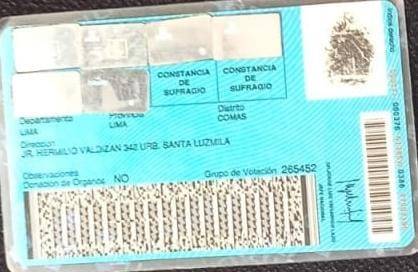 CONSTANCIA DE SUFRAGIO
CONSTANCIA DE SUFRAGIO
Departamento Provincia Distrito
LIMA LIMA COMAS
Dirección
JR. HERMILIO VALDIZAN 342 URB. SANTA LUZMILA
Observaciones
Donación de Organos NO Grupo de Votación 265452